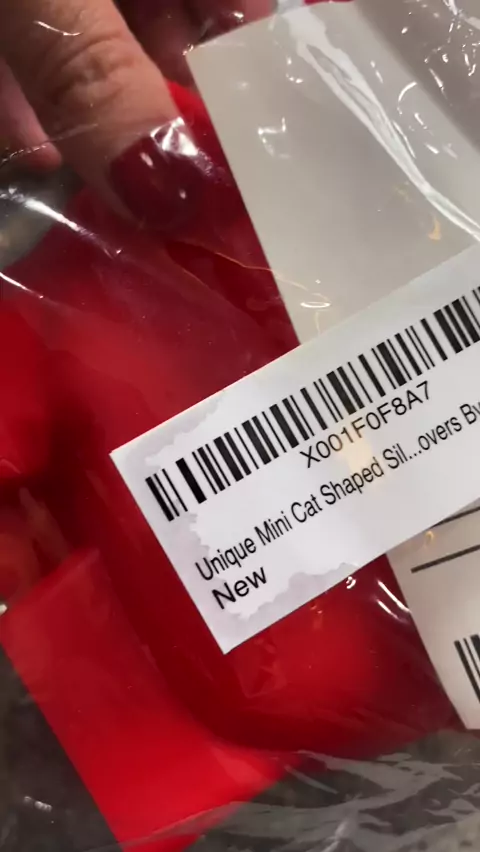 X001F0F8A7
Unique Mini Cat Shaped Sil...overs By
New